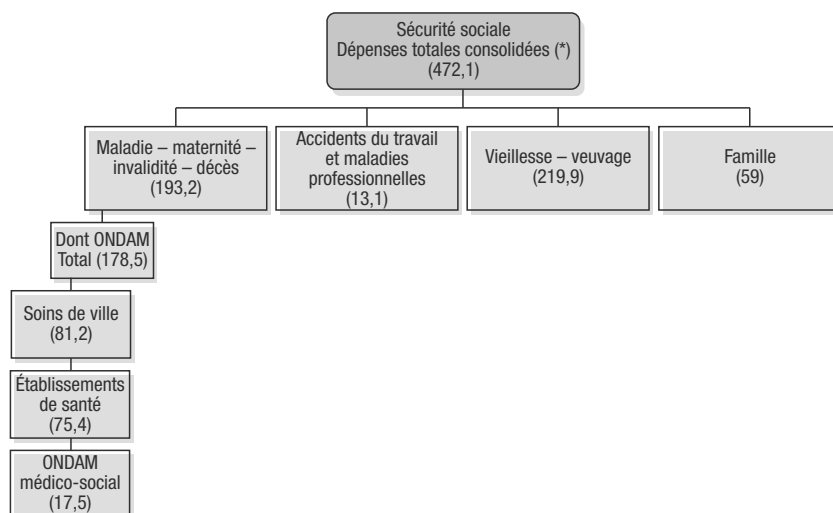 Sécurité sociale
Dépenses totales consolidées (*)
(472,1)
Maladie – maternité –
invalidité – décès
(193,2)
Accidents du travail
et maladies
professionnelles
(13,1)
Vieillesse – veuvage
(219,9)
Famille
(59)
Dont ONDAM
Total (178,5)
Soins de ville
(81,2)
Établissements
de santé
(75,4)
ONDAM
médico-social
(17,5)